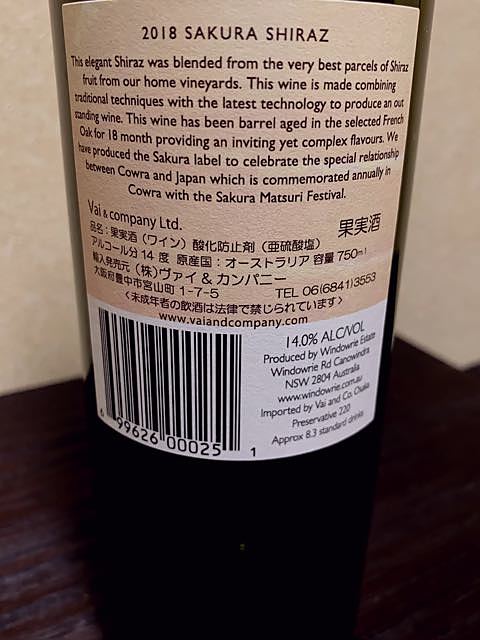 2018 SAKURA SHIRAZ
This elegant Shiraz was blended from the very best parcels of Shiraz
fruit from our home vineyards. This wine is made combining
traditional techniques with the latest technology to produce an out
standing wine. This wine has been barrel aged in the selected French
Oak for 18 month providing an inviting yet complex flavours. We
have produced the Sakura label to celebrate the special relationship
between Cowra and Japan which is commemorated annually in
Cowra with the Sakura Matsuri Festival.
Vai & company Ltd.
果実酒
品名：果実酒（ワイン）酸化防止剤（亜硫酸塩）
アルコール分 14 度 原産国：オーストラリア 容量 750ml
輸入発売元（株）ヴァイ & カンパニー
大阪府豊中市宮山町 1-7-5 TEL 06(6841)3553
＜未成年者の飲酒は法律で禁じられています＞
www.vaiandcompany.com
14.0% ALC/VOL
Produced by Windowrie Estate
Windowrie Rd Canowindra
NSW 2804 Australia
www.windowrie.com.au
Imported by Vai and Co, Osaka
Preservative 220
Approx 8.3 standard drinks
6 99626 00025 1